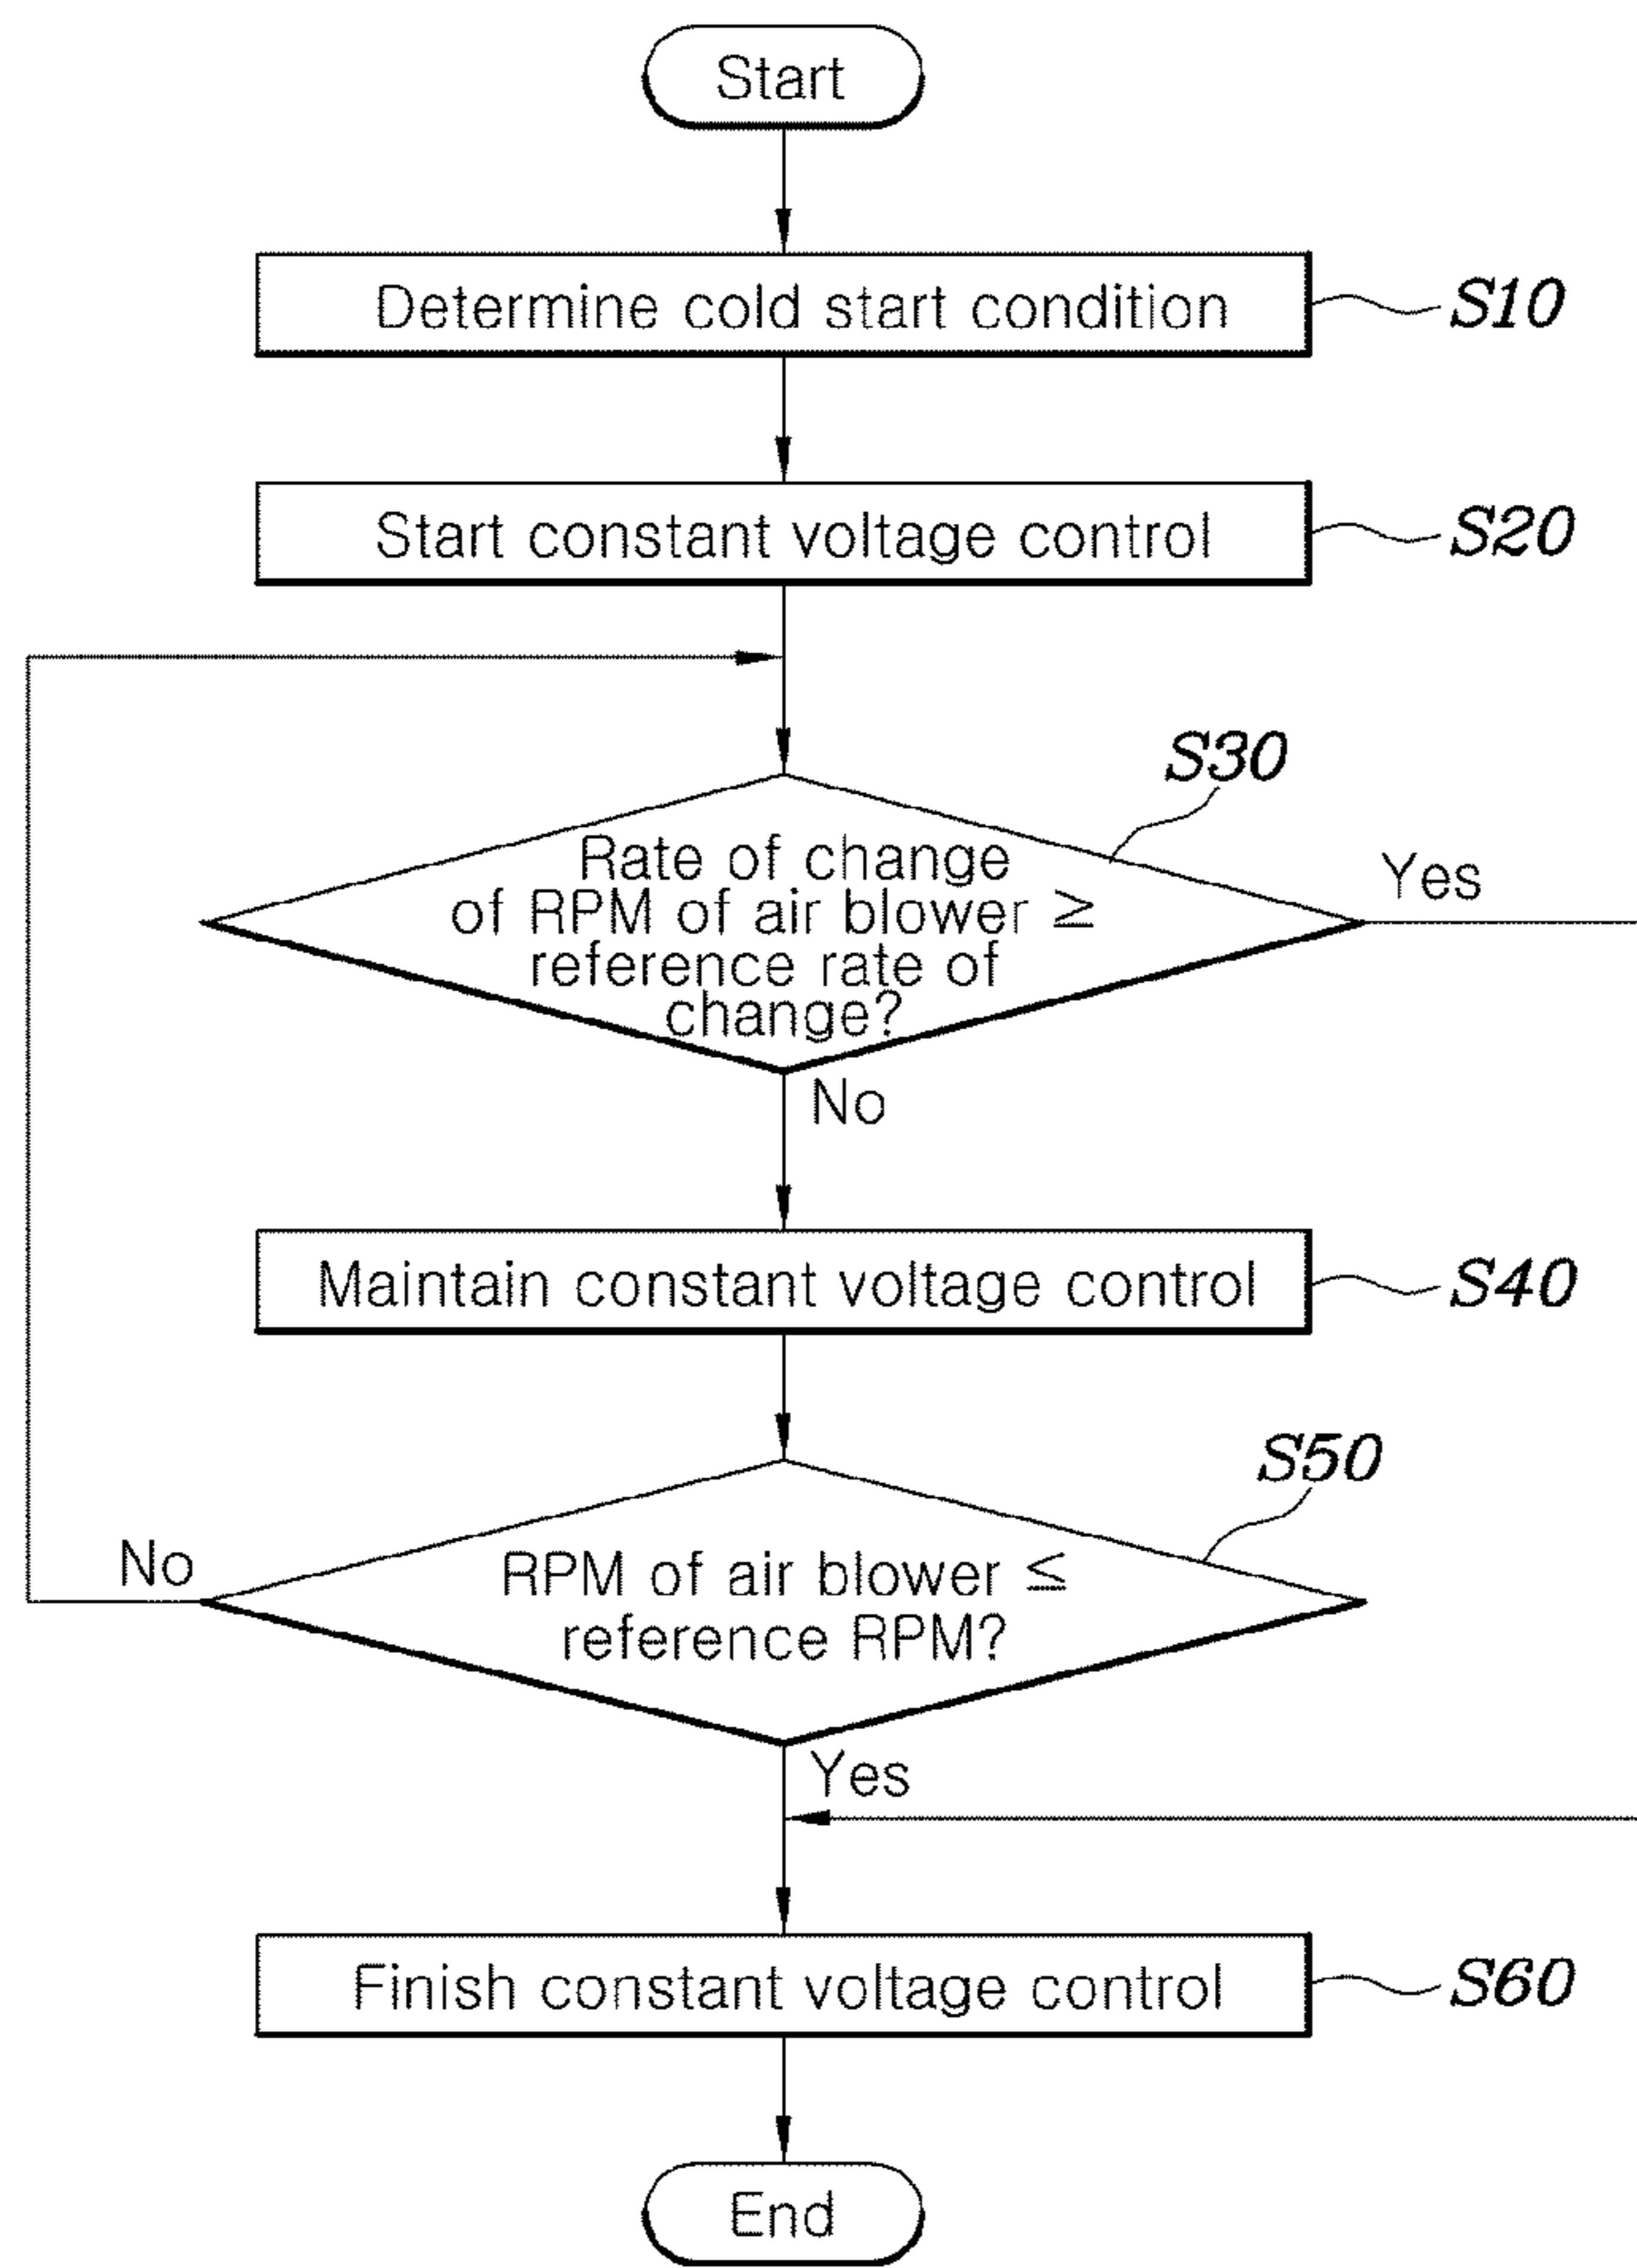 Start
Determine cold start condition
S10
Start constant voltage control
S20
S30
Rate of change
of RPM of air blower ≥
reference rate of
change?
Yes
No
Maintain constant voltage control
S40
S50
No
RPM of air blower ≤
reference RPM?
Yes
Finish constant voltage control
S60
End